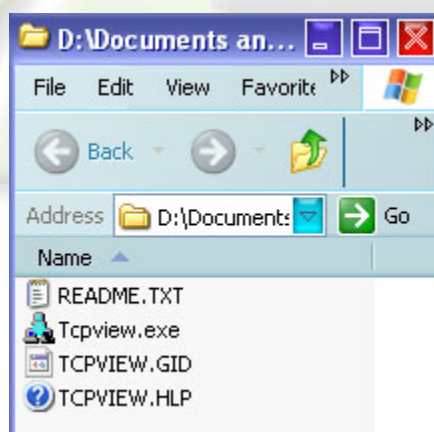 D:\Documents an...
File Edit View Favorite
Back
Address D:\Documents Go
Name
README.TXT
Tcpview.exe
TCPVIEW.GID
TCPVIEW.HLP